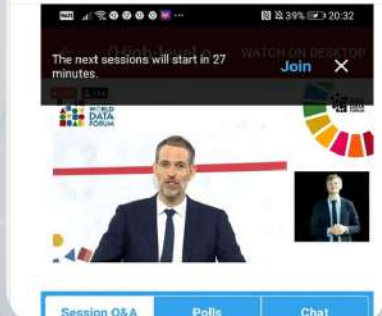 39% 20:32
WATCH ON DESKTOP
The next sessions will start in 27
minutes.
Join
WORLD
DATA
FORUM
Session Q&A
Polls
Chat